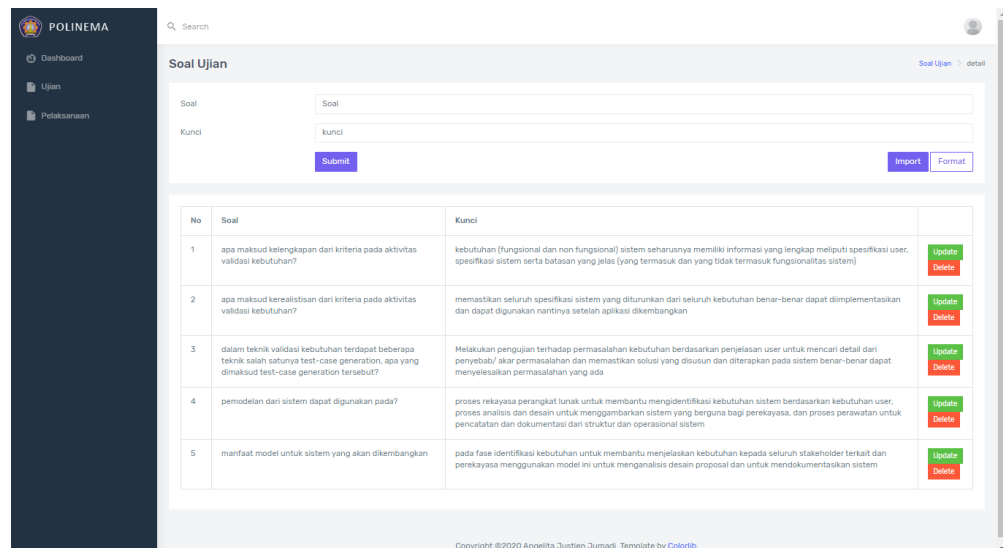 POLINEMA
Search
Dashboard
Ujian
Pelaksanaan
Soal Ujian
Soal Ujian > detail
Soal
Soal
Kunci
kunci
Submit
Import
Format
No Soal Kunci
1 apa maksud kelengkapan dari kriteria pada aktivitas kebutuhan (fungsional dan non fungsional) sistem seharusnya memiliki informasi yang lengkap meliputi spesifikasi user, Update
validasi kebutuhan? spesifikasi sistem serta batasan yang jelas (yang termasuk dan yang tidak termasuk fungsionalitas sistem) Delete
2 apa maksud kerealistisan dari kriteria pada aktivitas memastikan seluruh spesifikasi sistem yang diturunkan dari seluruh kebutuhan benar-benar dapat diimplementasikan Update
validasi kebutuhan? dan dapat digunakan nantinya setelah aplikasi dikembangkan Delete
3 dalam teknik validasi kebutuhan terdapat beberapa Melakukan pengujian terhadap permasalahan kebutuhan berdasarkan penjelasan user untuk mencari detail dari Update
teknik salah satunya test-case generation, apa yang penyebab/ akar permasalahan dan memastikan solusi yang disusun dan diterapkan pada sistem benar-benar dapat Delete
dimaksud test-case generation tersebut? menyelesaikan permasalahan yang ada
4 pemodelan dari sistem dapat digunakan pada? proses rekayasa perangkat lunak untuk membantu mengidentifikasi kebutuhan sistem berdasarkan kebutuhan user, Update
proses analisis dan desain untuk menggambarkan sistem yang berguna bagi perekayasa, dan proses perawatan untuk Delete
pencatatan dan dokumentasi dari struktur dan operasional sistem
5 manfaat model untuk sistem yang akan dikembangkan pada fase identifikasi kebutuhan untuk membantu menjelaskan kebutuhan kepada seluruh stakeholder terkait dan Update
perekayasa menggunakan model ini untuk menganalisis desain proposal dan untuk mendokumentasikan sistem Delete
Copyright ©2020 Angelita Justien Jumadi. Template by Colorlib.